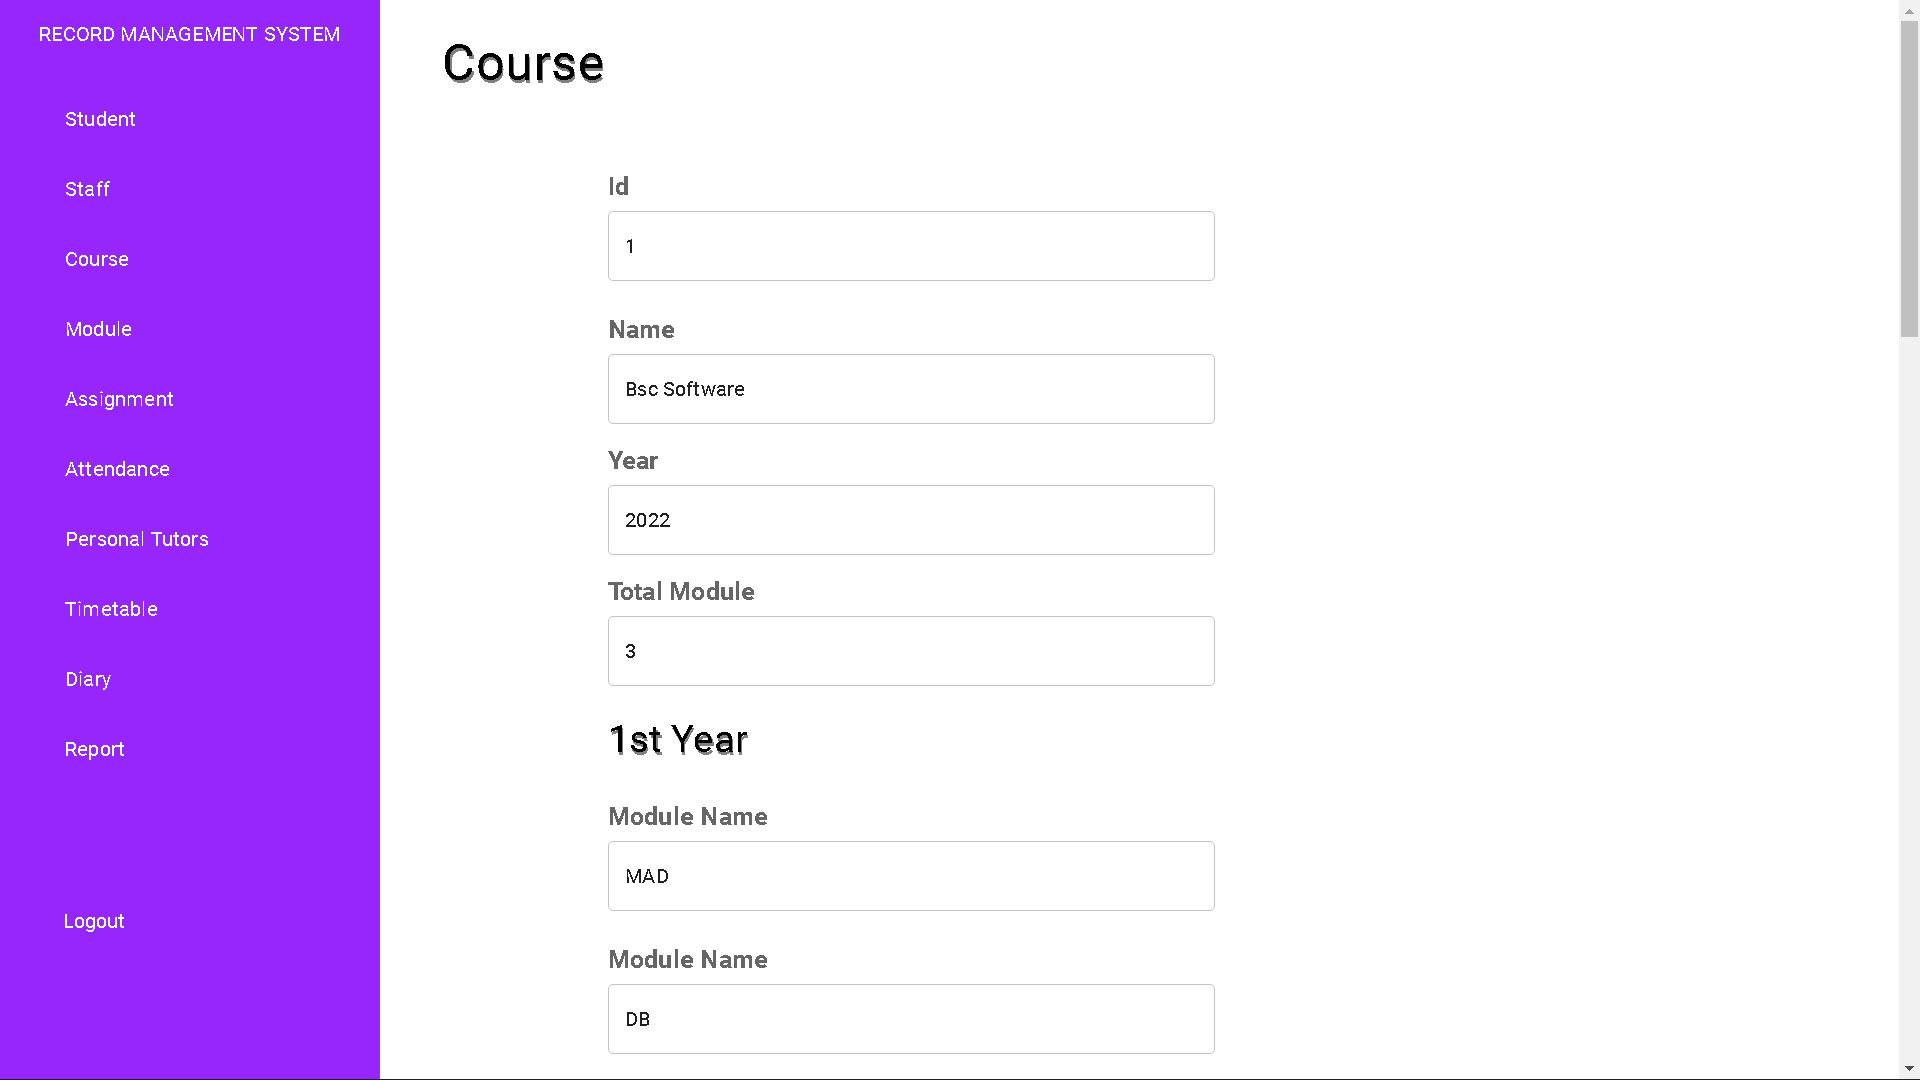 RECORD MANAGEMENT SYSTEM
Student
Staff
Course
Module
Assignment
Attendance
Personal Tutors
Timetable
Diary
Report
Logout
Course
Id
1
Name
Bsc Software
Year
2022
Total Module
3
1st Year
Module Name
MAD
Module Name
DB